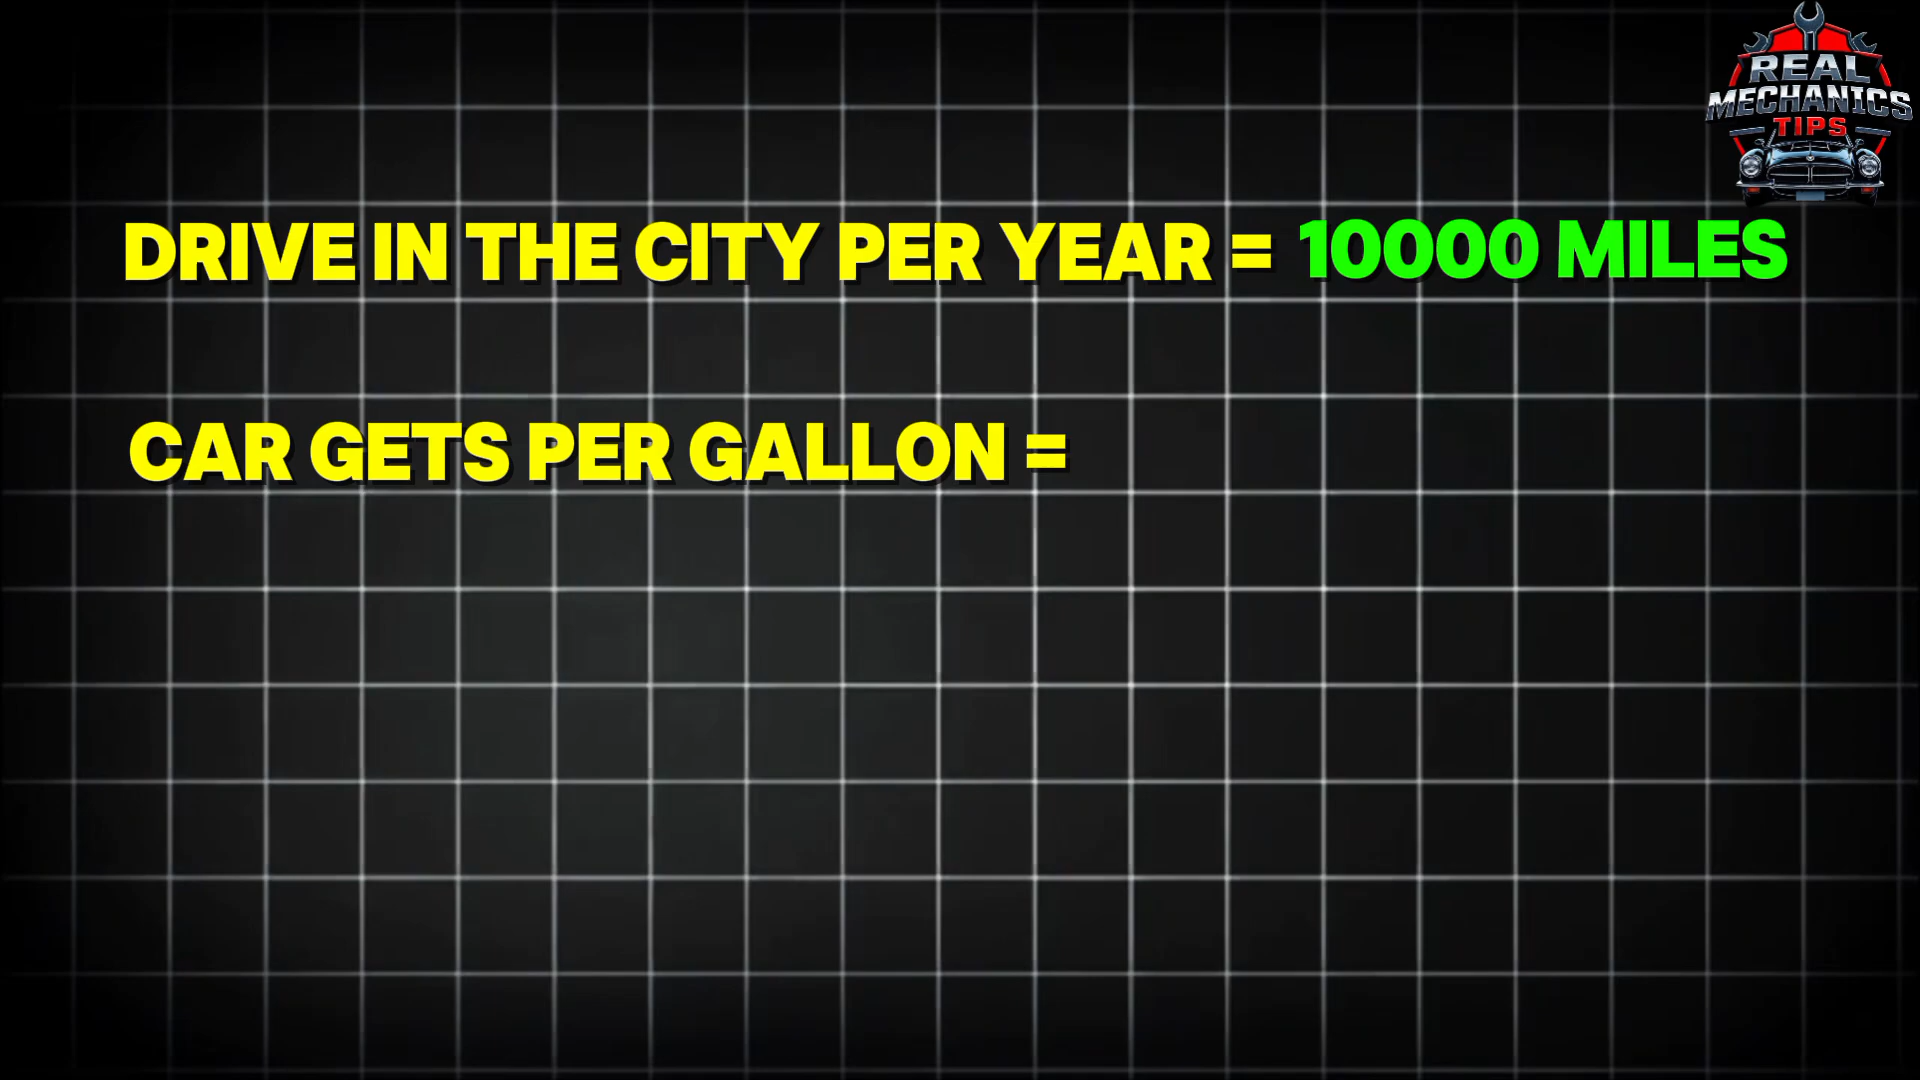 REAL
MECHANICS
TIPS
DRIVE IN THE CITY PER YEAR = 10000 MILES
CAR GETS PER GALLON =